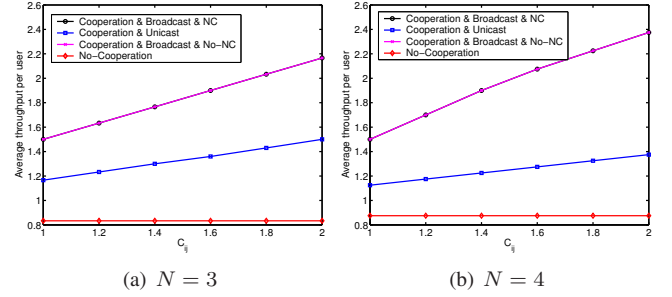 2.6
2.4
2.2
2
1.8
1.6
1.4
1.2
1
0.8
Average throughput per user
Cooperation & Broadcast & NC
Cooperation & Unicast
Cooperation & Broadcast & No−NC
No−Cooperation
1 1.2 1.4 1.6 1.8 2
C_ij
(a) N = 3
2.6
2.4
2.2
2
1.8
1.6
1.4
1.2
1
0.8
Average throughput per user
Cooperation & Broadcast & NC
Cooperation & Unicast
Cooperation & Broadcast & No−NC
No−Cooperation
1 1.2 1.4 1.6 1.8 2
C_ij
(b) N = 4